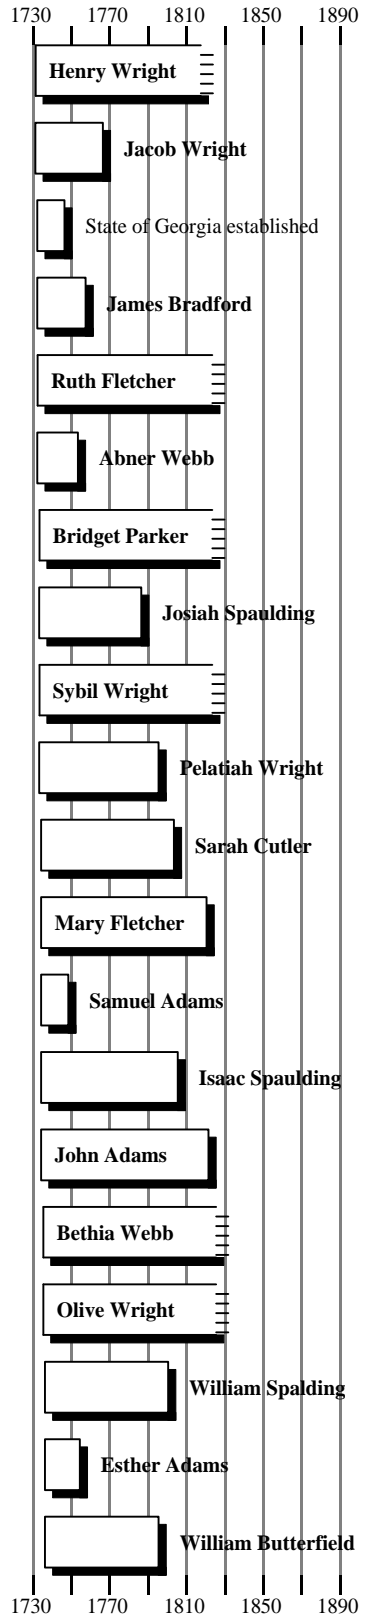 1730 1770 1810 1850 1890
Henry Wright
Jacob Wright
State of Georgia established
James Bradford
Ruth Fletcher
Abner Webb
Bridget Parker
Josiah Spaulding
Sybil Wright
Pelatiah Wright
Sarah Cutler
Mary Fletcher
Samuel Adams
Isaac Spaulding
John Adams
Bethia Webb
Olive Wright
William Spalding
Esther Adams
William Butterfield
1730 1770 1810 1850 1890